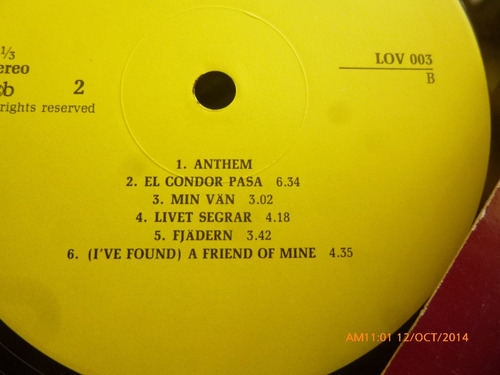 1/3
LOV 003
ereo
B
cb 2
rights reserved
1. ANTHEM
2. EL CONDOR PASA 6.34
3. MIN VÄN 3.02
4. LIVET SEGRAR 4.18
5. FJÄDERN 3.42
6. (I'VE FOUND) A FRIEND OF MINE 4.35
AM11:01 12/OCT/2014